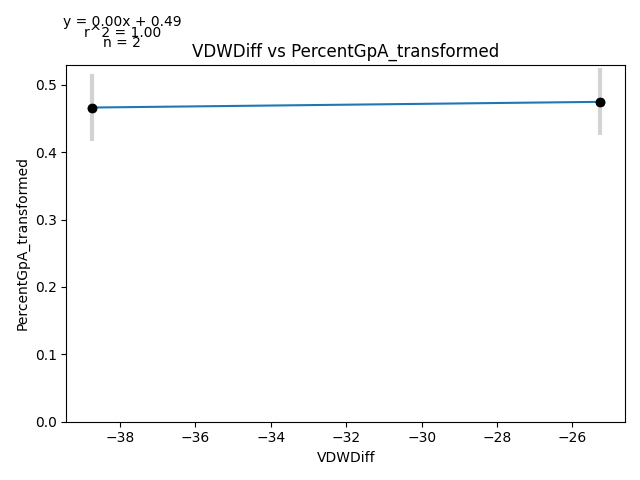 y = 0.00x + 0.49
r^2 = 1.00
n = 2
VDWDiff vs PercentGpA_transformed
0.5
0.4
0.3
0.2
0.1
0.0
PercentGpA_transformed
−38 −36 −34 −32 −30 −28 −26
VDWDiff